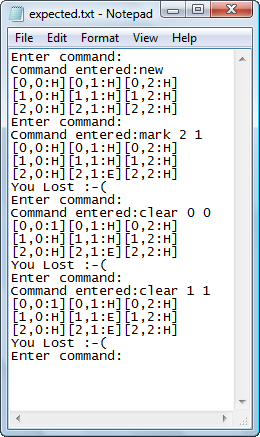 expected.txt - Notepad
File Edit Format View Help
Enter command:
Command entered:new
[0,0:H][0,1:H][0,2:H]
[1,0:H][1,1:H][1,2:H]
[2,0:H][2,1:H][2,2:H]
Enter command:
Command entered:mark 2 1
[0,0:H][0,1:H][0,2:H]
[1,0:H][1,1:H][1,2:H]
[2,0:H][2,1:E][2,2:H]
You Lost :-(
Enter command:
Command entered:clear 0 0
[0,0:1][0,1:H][0,2:H]
[1,0:H][1,1:H][1,2:H]
[2,0:H][2,1:E][2,2:H]
You Lost :-(
Enter command:
Command entered:clear 1 1
[0,0:1][0,1:H][0,2:H]
[1,0:H][1,1:E][1,2:H]
[2,0:H][2,1:E][2,2:H]
You Lost :-(
Enter command: